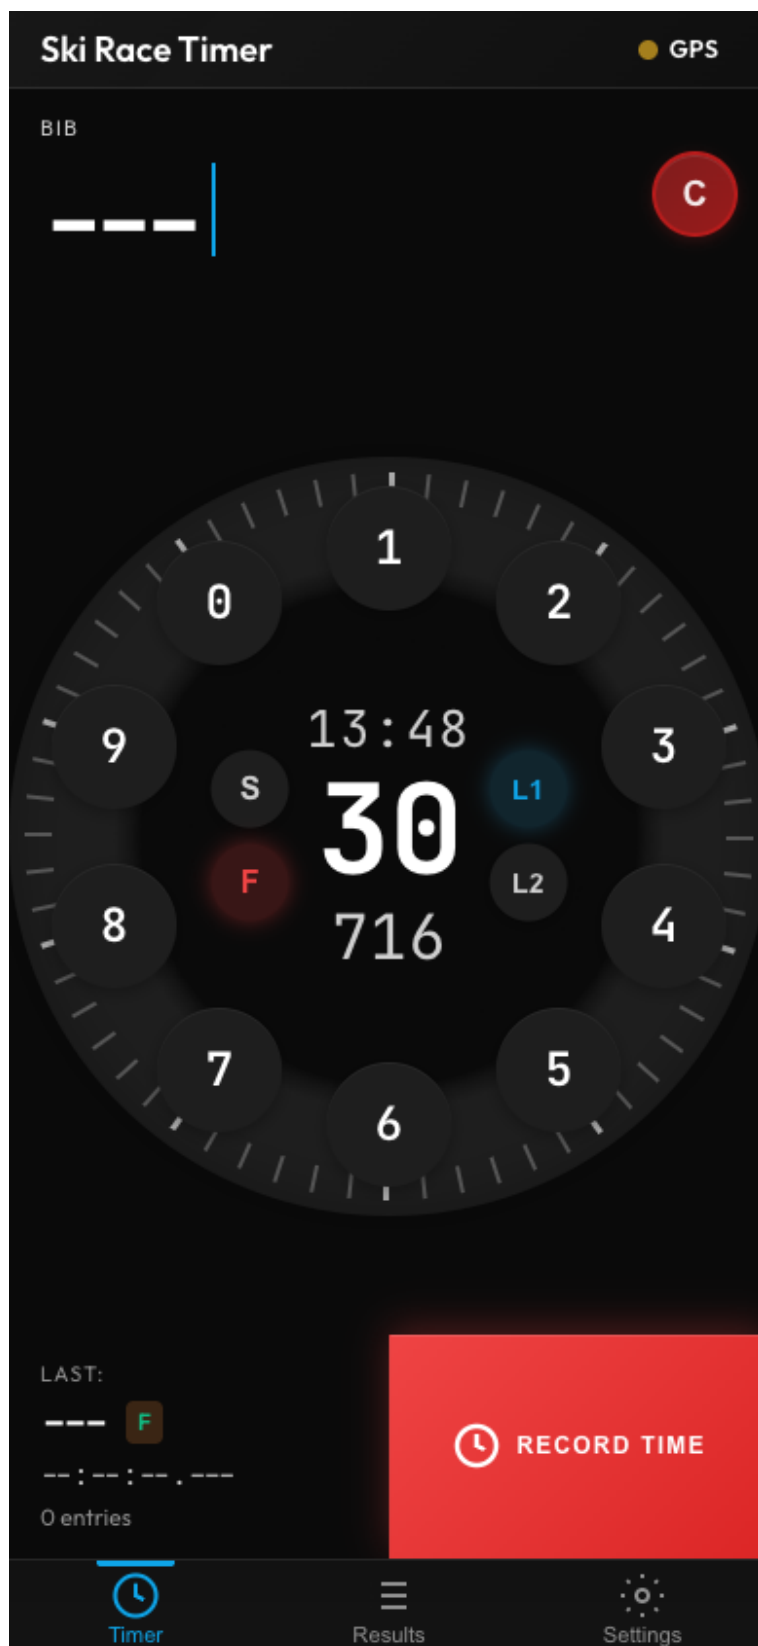 Ski Race Timer
GPS
BIB
---
C
1
2
3
4
5
6
7
8
9
0
13:48
30
716
S
F
L1
L2
LAST:
--- F
--:--:--.---
0 entries
RECORD TIME
Timer
Results
Settings